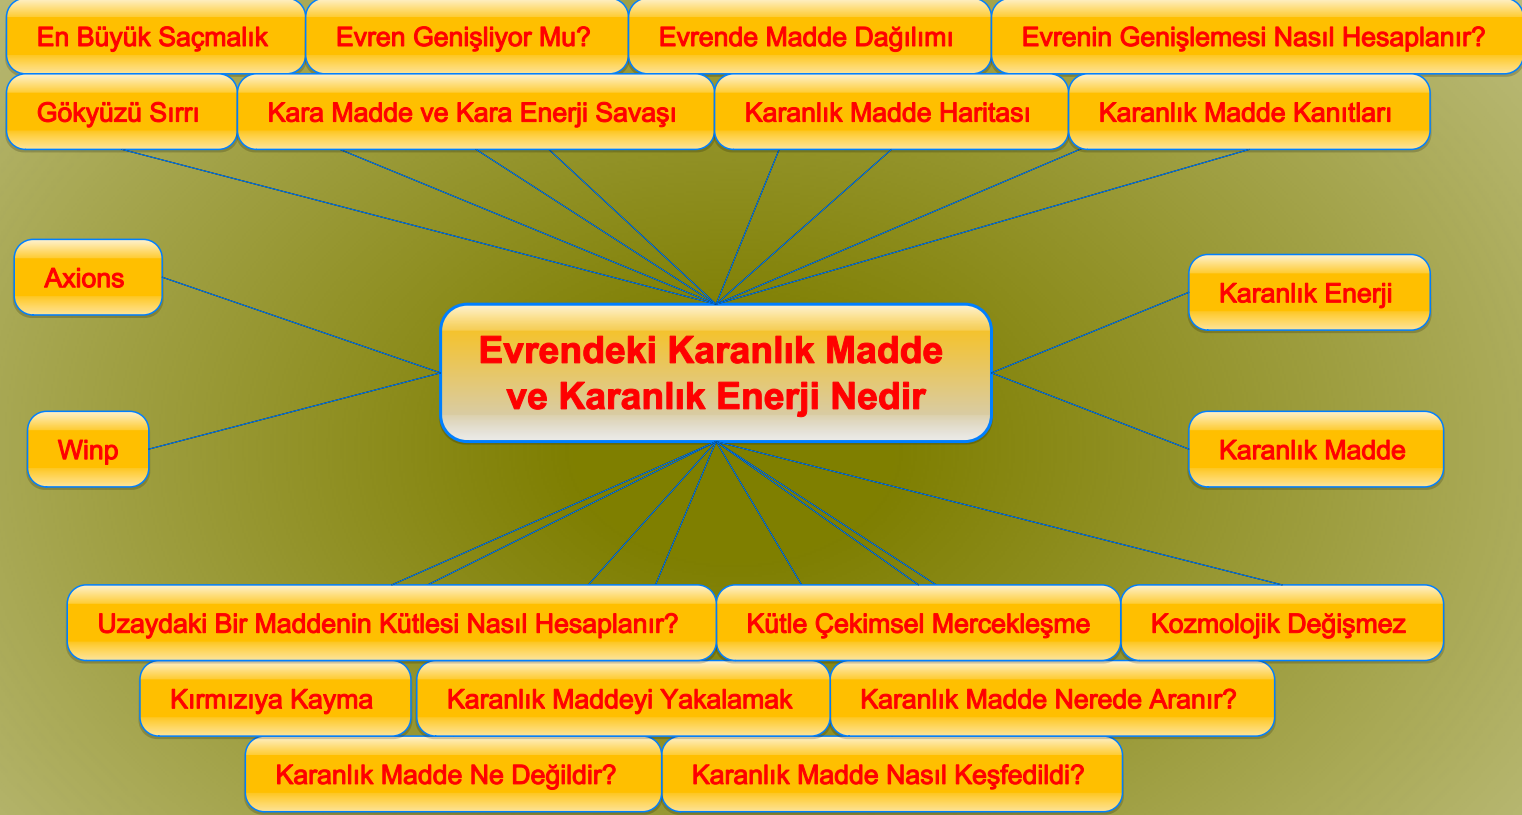 En Büyük Saçmalık
Evren Genişliyor Mu?
Evrende Madde Dağılımı
Evrenin Genişlemesi Nasıl Hesaplanır?
Gökyüzü Sırrı
Kara Madde ve Kara Enerji Savaşı
Karanlık Madde Haritası
Karanlık Madde Kanıtları
Axions
Karanlık Enerji
Evrendeki Karanlık Madde
ve Karanlık Enerji Nedir
Winp
Karanlık Madde
Uzaydaki Bir Maddenin Kütlesi Nasıl Hesaplanır?
Kütle Çekimsel Mercekleşme
Kozmolojik Değişmez
Kırmızıya Kayma
Karanlık Maddeyi Yakalamak
Karanlık Madde Nerede Aranır?
Karanlık Madde Ne Değildir?
Karanlık Madde Nasıl Keşfedildi?